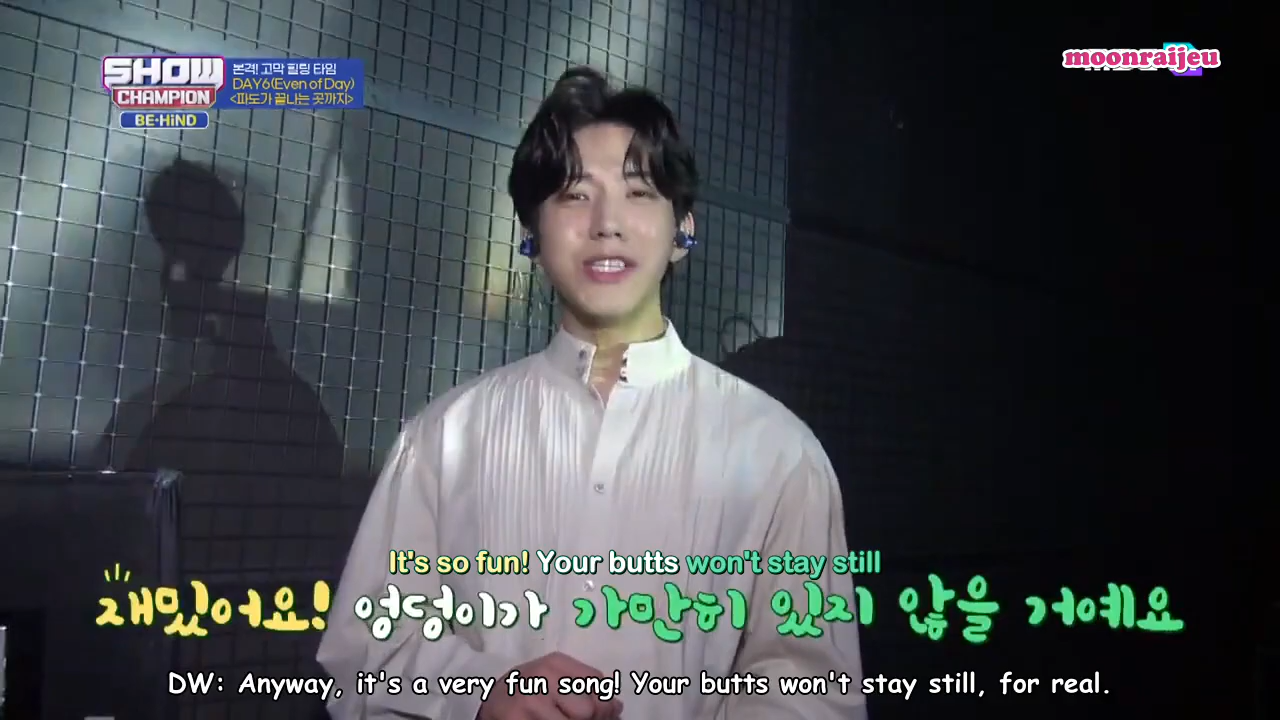 SHOW
CHAMPION
BE·HiND
본격! 고막 힐링 타임
DAY6(Even of Day)
<파도가 끝나는 곳까지>
moonraijeu
It's so fun! Your butts won't stay still
재밌어요! 엉덩이가 가만히 있지 않을 거예요
DW: Anyway, it's a very fun song! Your butts won't stay still, for real.